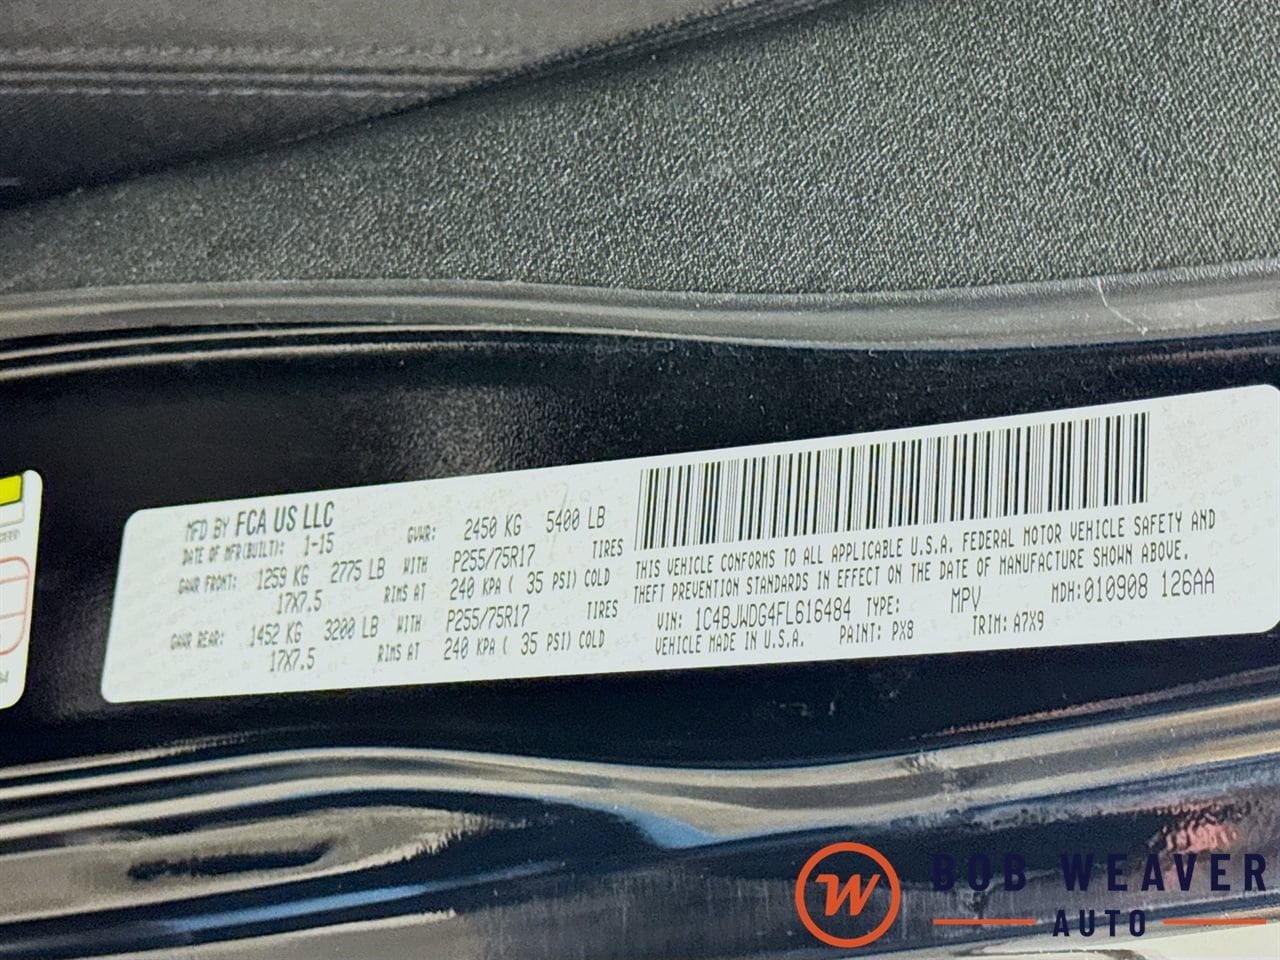 MFD BY FCA US LLC
DATE OF MFR(BUILT): 1-15 GVWR: 2450 KG 5400 LB
GAWR FRONT: 1259 KG 2775 LB WITH P255/75R17 TIRES
17X7.5 RIMS AT 240 KPA ( 35 PSI) COLD
GAWR REAR: 1452 KG 3200 LB WITH P255/75R17 TIRES
17X7.5 RIMS AT 240 KPA ( 35 PSI) COLD
THIS VEHICLE CONFORMS TO ALL APPLICABLE U.S.A. FEDERAL MOTOR VEHICLE SAFETY AND
THEFT PREVENTION STANDARDS IN EFFECT ON THE DATE OF MANUFACTURE SHOWN ABOVE.
VIN: 1C4BJWDG4FL616484 TYPE: MPV MDH:010908 126AA
VEHICLE MADE IN U.S.A. PAINT: PX8 TRIM: A7X9
W
BOB WEAVER
AUTO